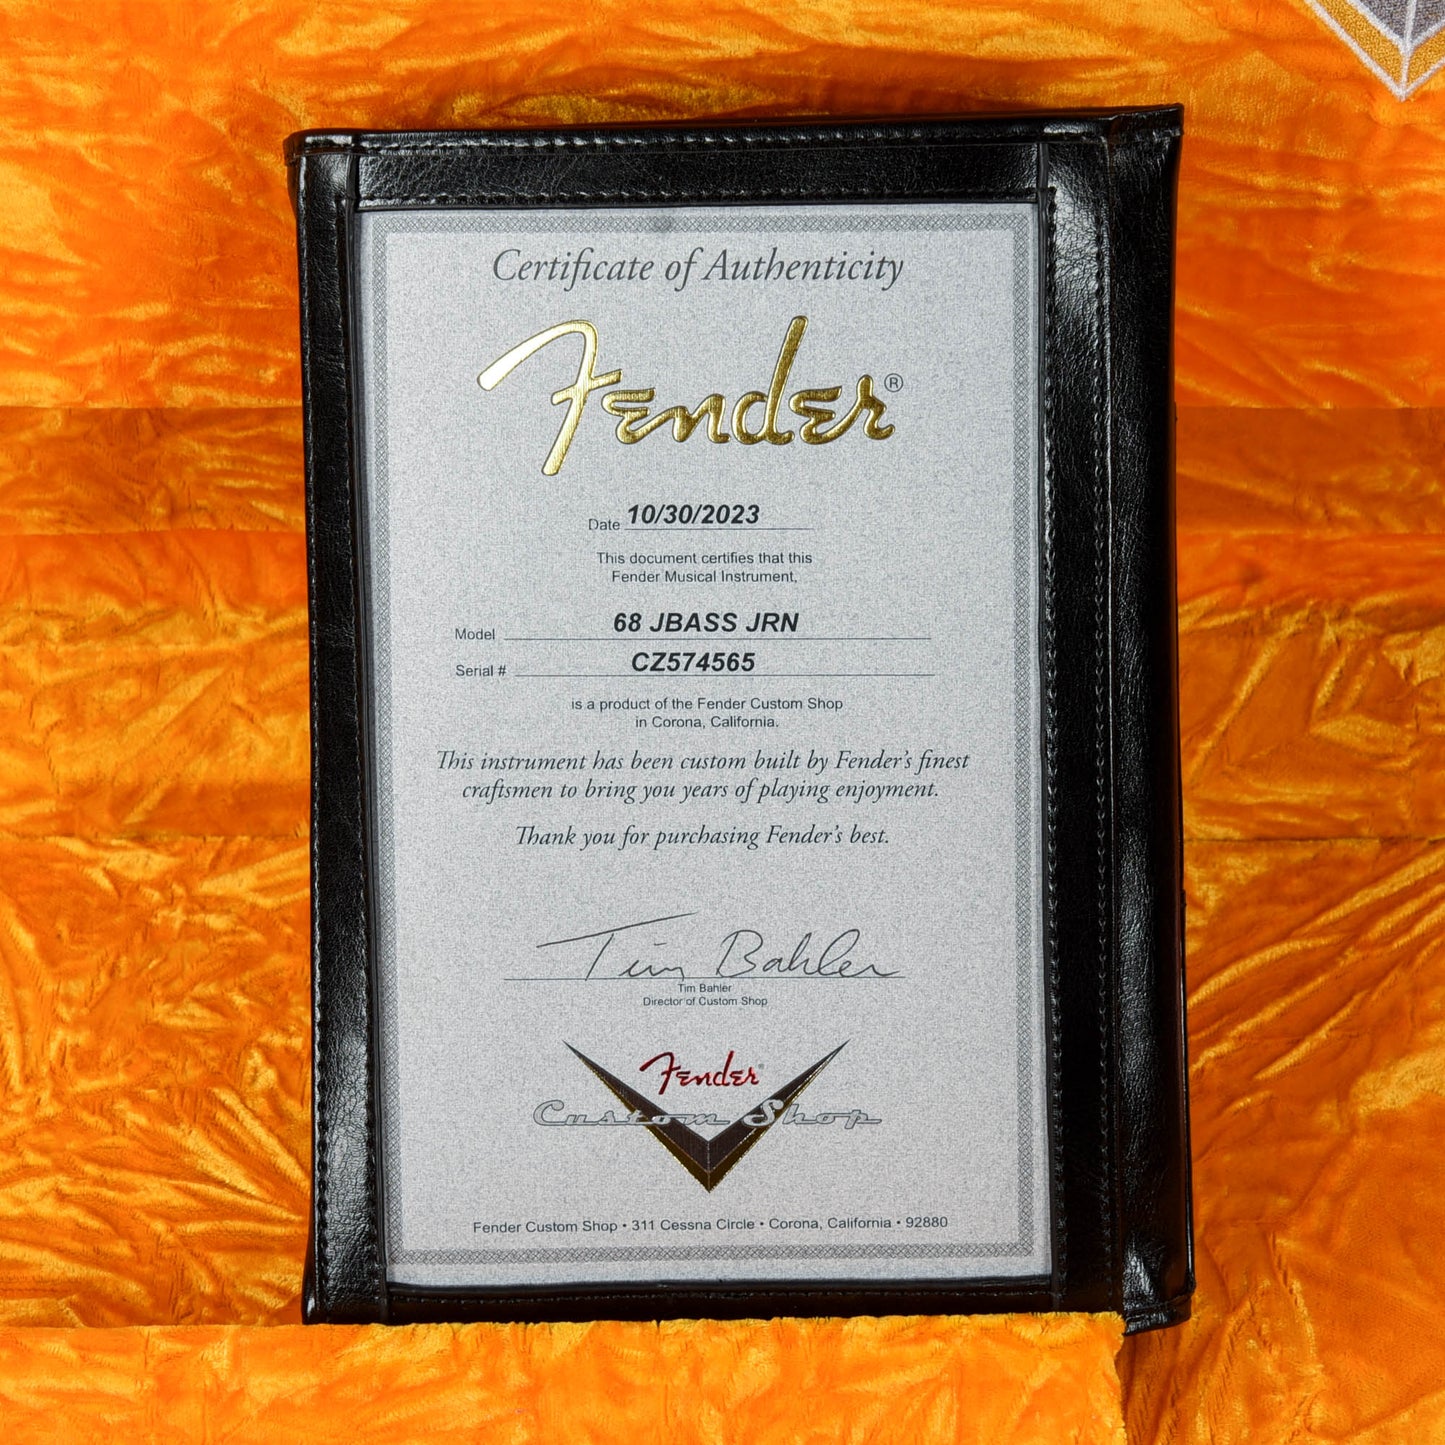 Certificate of Authenticity
Fender®
Date 10/30/2023
This document certifies that this
Fender Musical Instrument,
Model 68 JBASS JRN
Serial # CZ574565
is a product of the Fender Custom Shop
in Corona, California.
This instrument has been custom built by Fender's finest
craftsmen to bring you years of playing enjoyment.
Thank you for purchasing Fender's best.
Tim Bahler
Tim Bahler
Director of Custom Shop
Fender®
Custom Shop
Fender Custom Shop • 311 Cessna Circle • Corona, California • 92880